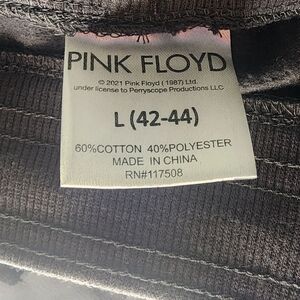 PINK FLOYD
© 2021 Pink Floyd (1987) Ltd.
under license to Perryscope Productions LLC
L (42-44)
60%COTTON 40%POLYESTER
MADE IN CHINA
RN#117508